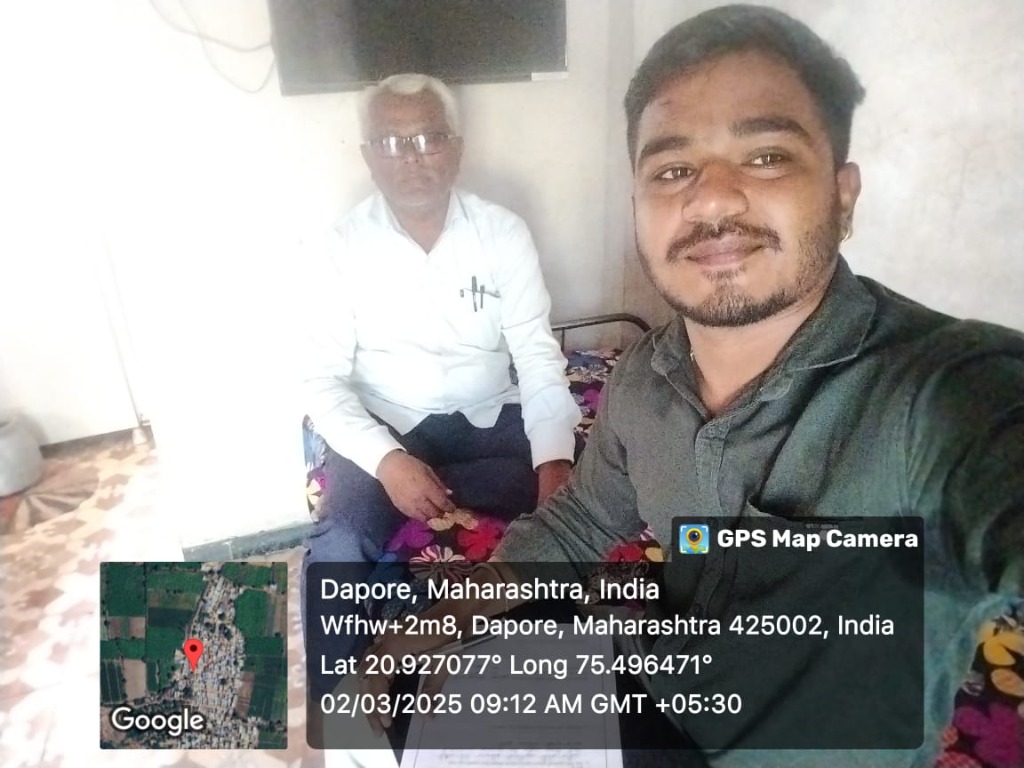 GPS Map Camera
Dapore, Maharashtra, India
Wfhw+2m8, Dapore, Maharashtra 425002, India
Lat 20.927077° Long 75.496471°
02/03/2025 09:12 AM GMT +05:30
Google